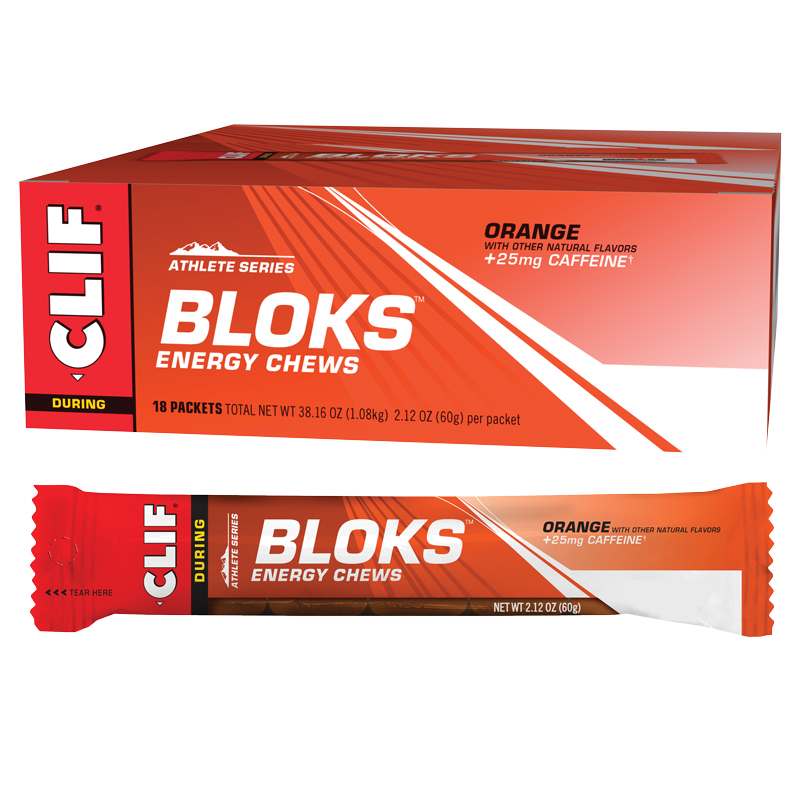 BLOKS
CLIF®
DURING
ATHLETE SERIES
BLOKS™
ENERGY CHEWS
18 PACKETS TOTAL NET WT 38.16 OZ (1.08kg) 2.12 OZ (60g) per packet
ORANGE
WITH OTHER NATURAL FLAVORS
+25mg CAFFEINE†
<<< TEAR HERE
CLIF®
DURING
ATHLETE SERIES
BLOKS™
ENERGY CHEWS
NET WT 2.12 OZ (60g)
ORANGE WITH OTHER NATURAL FLAVORS
+25mg CAFFEINE†